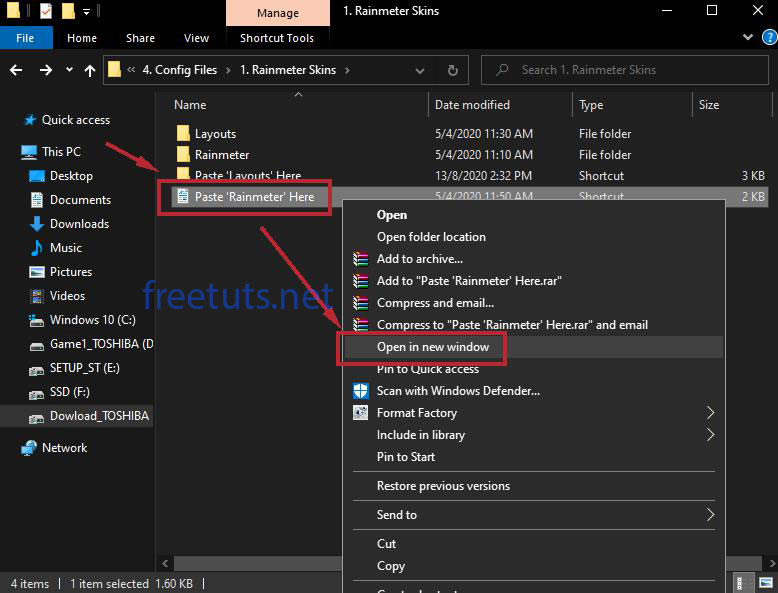 Manage
1. Rainmeter Skins
File
Home
Share
View
Shortcut Tools
« 4. Config Files › 1. Rainmeter Skins ›
Search 1. Rainmeter Skins
Name
Date modified
Type
Size
Quick access
This PC
Desktop
Documents
Downloads
Music
Pictures
Videos
Windows 10 (C:)
Game1_TOSHIBA (D
SETUP_ST (E:)
SSD (F:)
Dowload_TOSHIBA
Network
Layouts 5/4/2020 11:30 AM File folder
Rainmeter 5/4/2020 11:10 AM File folder
Paste 'Layouts' Here 13/8/2020 2:32 PM Shortcut 3 KB
Paste 'Rainmeter' Here 5/4/2020 11:50 AM Shortcut 2 KB
freetuts.net
Open
Open folder location
Add to archive...
Add to "Paste 'Rainmeter' Here.rar"
Compress and email...
Compress to "Paste 'Rainmeter' Here.rar" and email
Open in new window
Pin to Quick access
Scan with Windows Defender...
Format Factory
Include in library
Pin to Start
Restore previous versions
Send to
Cut
Copy
4 items
1 item selected 1.60 KB